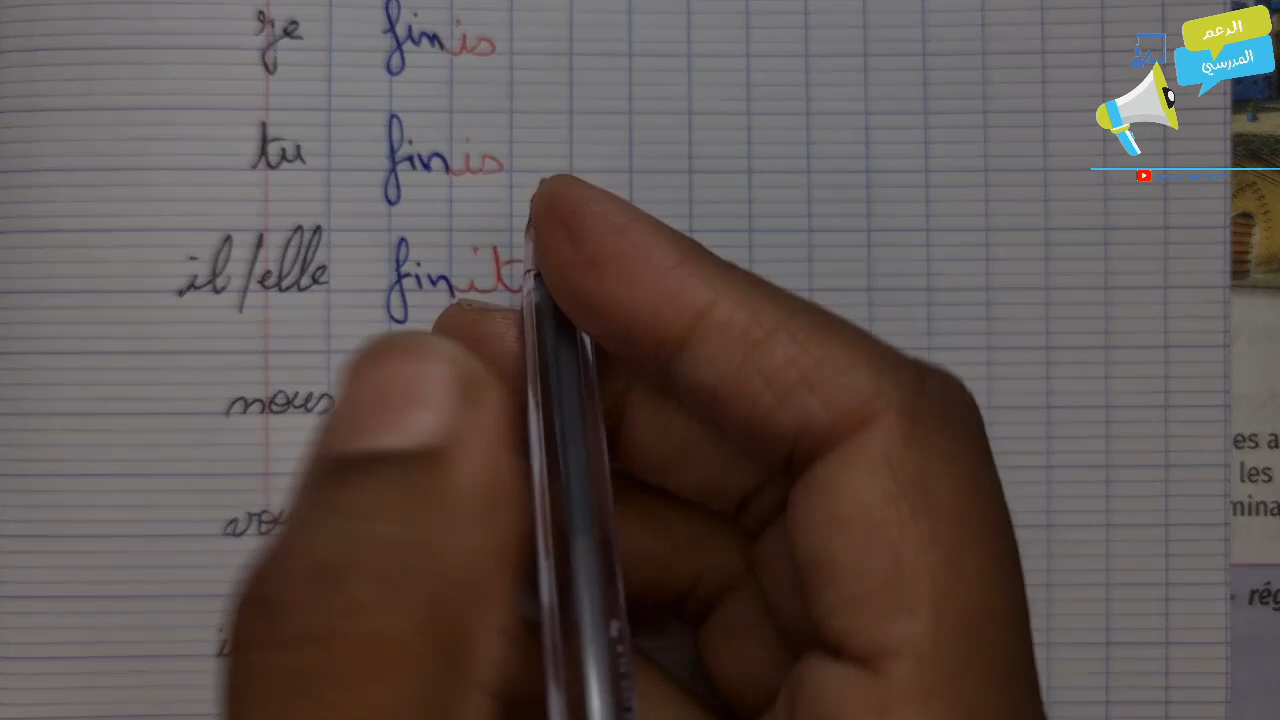 je finis
tu finis
il/elle finit
nous
الدعم
المدرسي
es a
les
mina
rég